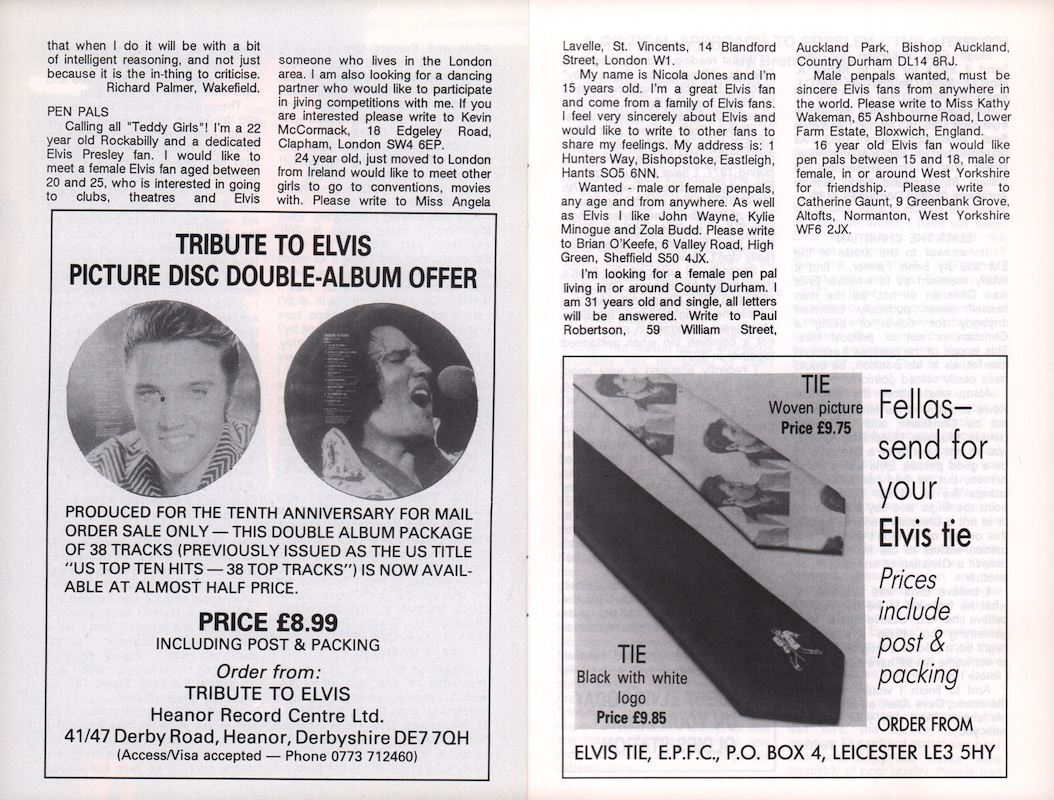 that when I do it will be with a bit
of intelligent reasoning, and not just
because it is the in-thing to criticise.
Richard Palmer, Wakefield.
PEN PALS
Calling all "Teddy Girls"! I'm a 22
year old Rockabilly and a dedicated
Elvis Presley fan. I would like to
meet a female Elvis fan aged between
20 and 25, who is interested in going
to clubs, theatres and Elvis
someone who lives in the London
area. I am also looking for a dancing
partner who would like to participate
in jiving competitions with me. If you
are interested please write to Kevin
McCormack, 18 Edgeley Road,
Clapham, London SW4 6EP.
24 year old, just moved to London
from Ireland would like to meet other
girls to go to conventions, movies
with. Please write to Miss Angela
TRIBUTE TO ELVIS
PICTURE DISC DOUBLE-ALBUM OFFER
PRODUCED FOR THE TENTH ANNIVERSARY FOR MAIL
ORDER SALE ONLY — THIS DOUBLE ALBUM PACKAGE
OF 38 TRACKS (PREVIOUSLY ISSUED AS THE US TITLE
"US TOP TEN HITS — 38 TOP TRACKS") IS NOW AVAIL-
ABLE AT ALMOST HALF PRICE.
PRICE £8.99
INCLUDING POST & PACKING
Order from:
TRIBUTE TO ELVIS
Heanor Record Centre Ltd.
41/47 Derby Road, Heanor, Derbyshire DE7 7QH
(Access/Visa accepted — Phone 0773 712460)
Lavelle, St. Vincents, 14 Blandford
Street, London W1.
My name is Nicola Jones and I'm
15 years old. I'm a great Elvis fan
and come from a family of Elvis fans.
I feel very sincerely about Elvis and
would like to write to other fans to
share my feelings. My address is: 1
Hunters Way, Bishopstoke, Eastleigh,
Hants SO5 6NN.
Wanted - male or female penpals,
any age and from anywhere. As well
as Elvis I like John Wayne, Kylie
Minogue and Zola Budd. Please write
to Brian O'Keefe, 6 Valley Road, High
Green, Sheffield S50 4JX.
I'm looking for a female pen pal
living in or around County Durham. I
am 31 years old and single, all letters
will be answered. Write to Paul
Robertson, 59 William Street,
Auckland Park, Bishop Auckland,
Country Durham DL14 8RJ.
Male penpals wanted, must be
sincere Elvis fans from anywhere in
the world. Please write to Miss Kathy
Wakeman, 65 Ashbourne Road, Lower
Farm Estate, Bloxwich, England.
16 year old Elvis fan would like
pen pals between 15 and 18, male or
female, in or around West Yorkshire
for friendship. Please write to
Catherine Gaunt, 9 Greenbank Grove,
Altofts, Normanton, West Yorkshire
WF6 2JX.
TIE
Woven picture
Price £9.75
TIE
Black with white
logo
Price £9.85
Fellas–
send for
your
Elvis tie
Prices
include
post &
packing
ORDER FROM
ELVIS TIE, E.P.F.C., P.O. BOX 4, LEICESTER LE3 5HY